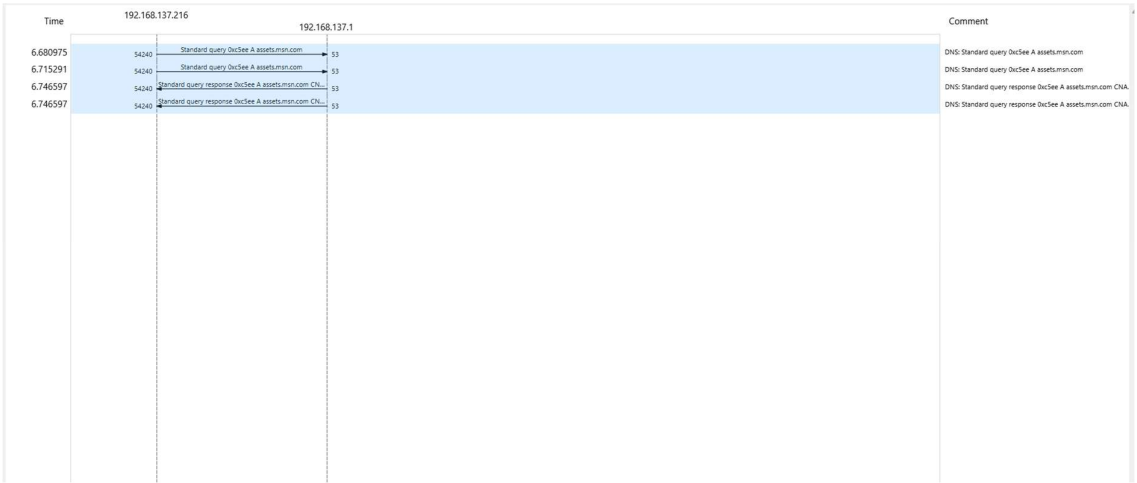 Time 192.168.137.216 192.168.137.1 Comment
6.680975 54240 Standard query 0xc5ee A assets.msn.com 53 DNS: Standard query 0xc5ee A assets.msn.com
6.715291 54240 Standard query 0xc5ee A assets.msn.com 53 DNS: Standard query 0xc5ee A assets.msn.com
6.746597 54240 Standard query response 0xc5ee A assets.msn.com CN... 53 DNS: Standard query response 0xc5ee A assets.msn.com CNA.
6.746597 54240 Standard query response 0xc5ee A assets.msn.com CN... 53 DNS: Standard query response 0xc5ee A assets.msn.com CNA.